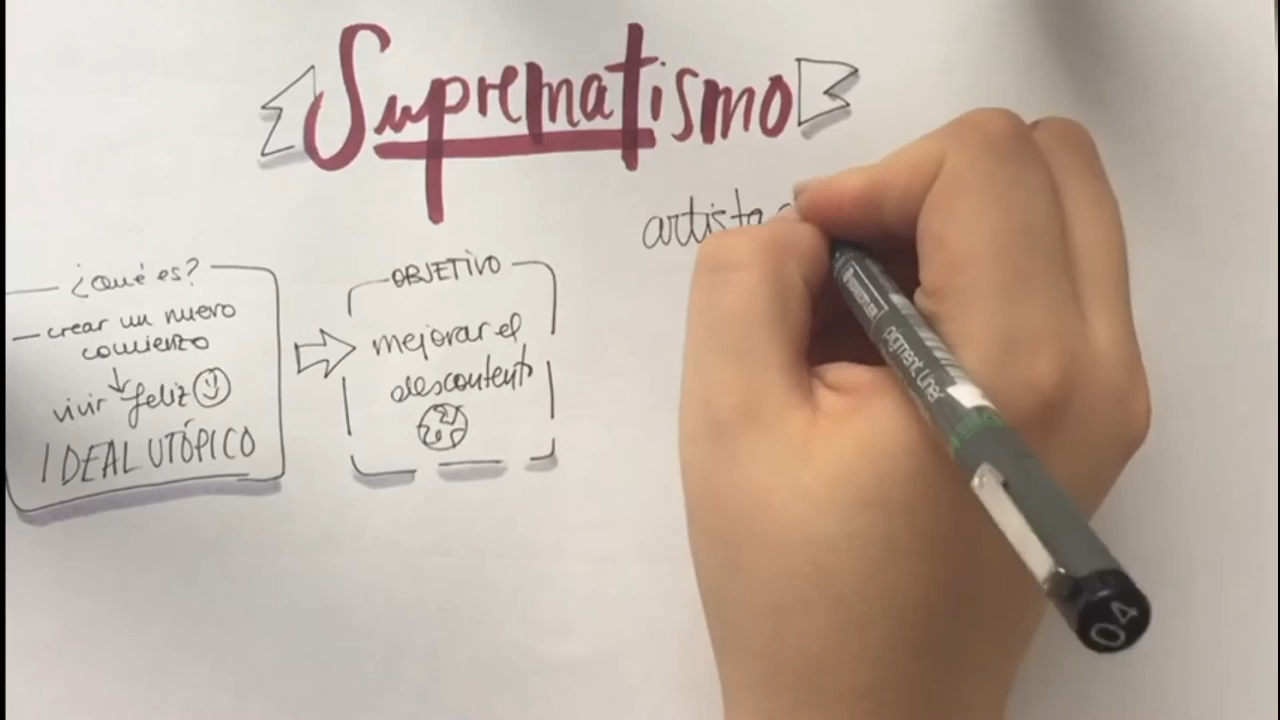 Suprematismo
artista
¿Qué es?
crear un nuevo
comienzo
vivir feliz
IDEAL UTÓPICO
OBJETIVO
mejorar el
descontento
STAEDTLER
pigment liner
04